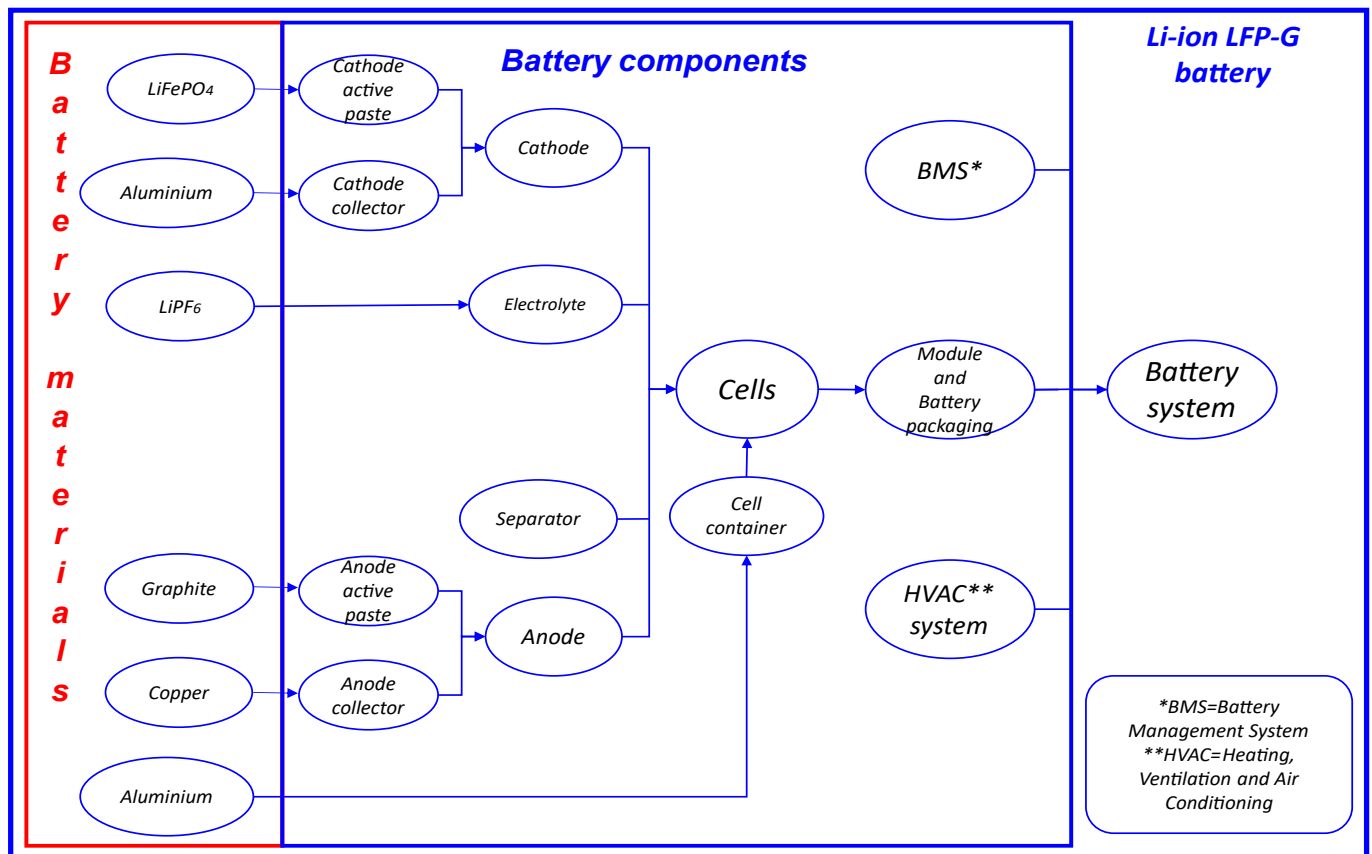 Battery materials
Battery components
Li-ion LFP-G
battery
LiFePO4
Cathode
active
paste
Cathode
Aluminium
Cathode
collector
BMS*
LiPF6
Electrolyte
Cells
Module
and
Battery
packaging
Battery
system
Separator
Cell
container
Graphite
Anode
active
paste
Anode
HVAC**
system
Copper
Anode
collector
Aluminium
*BMS=Battery
Management System
**HVAC=Heating,
Ventilation and Air
Conditioning